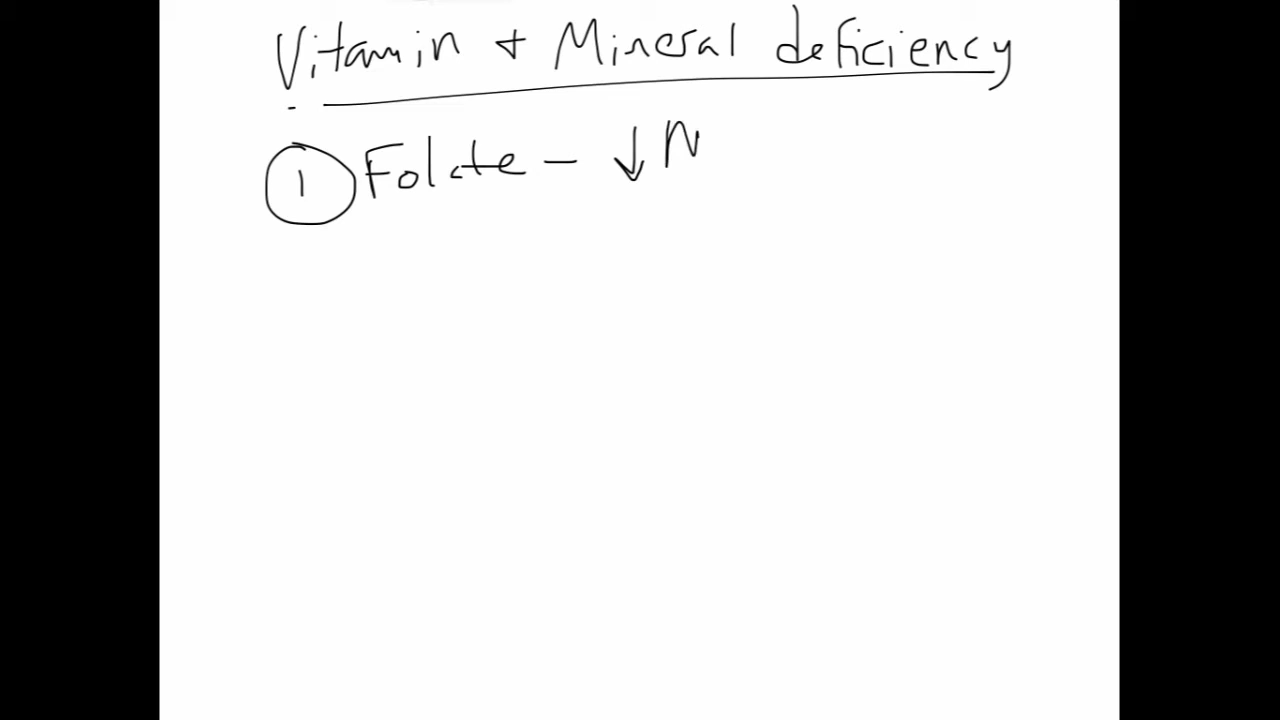 Vitamin + Mineral deficiency
① Folate - ↓ N